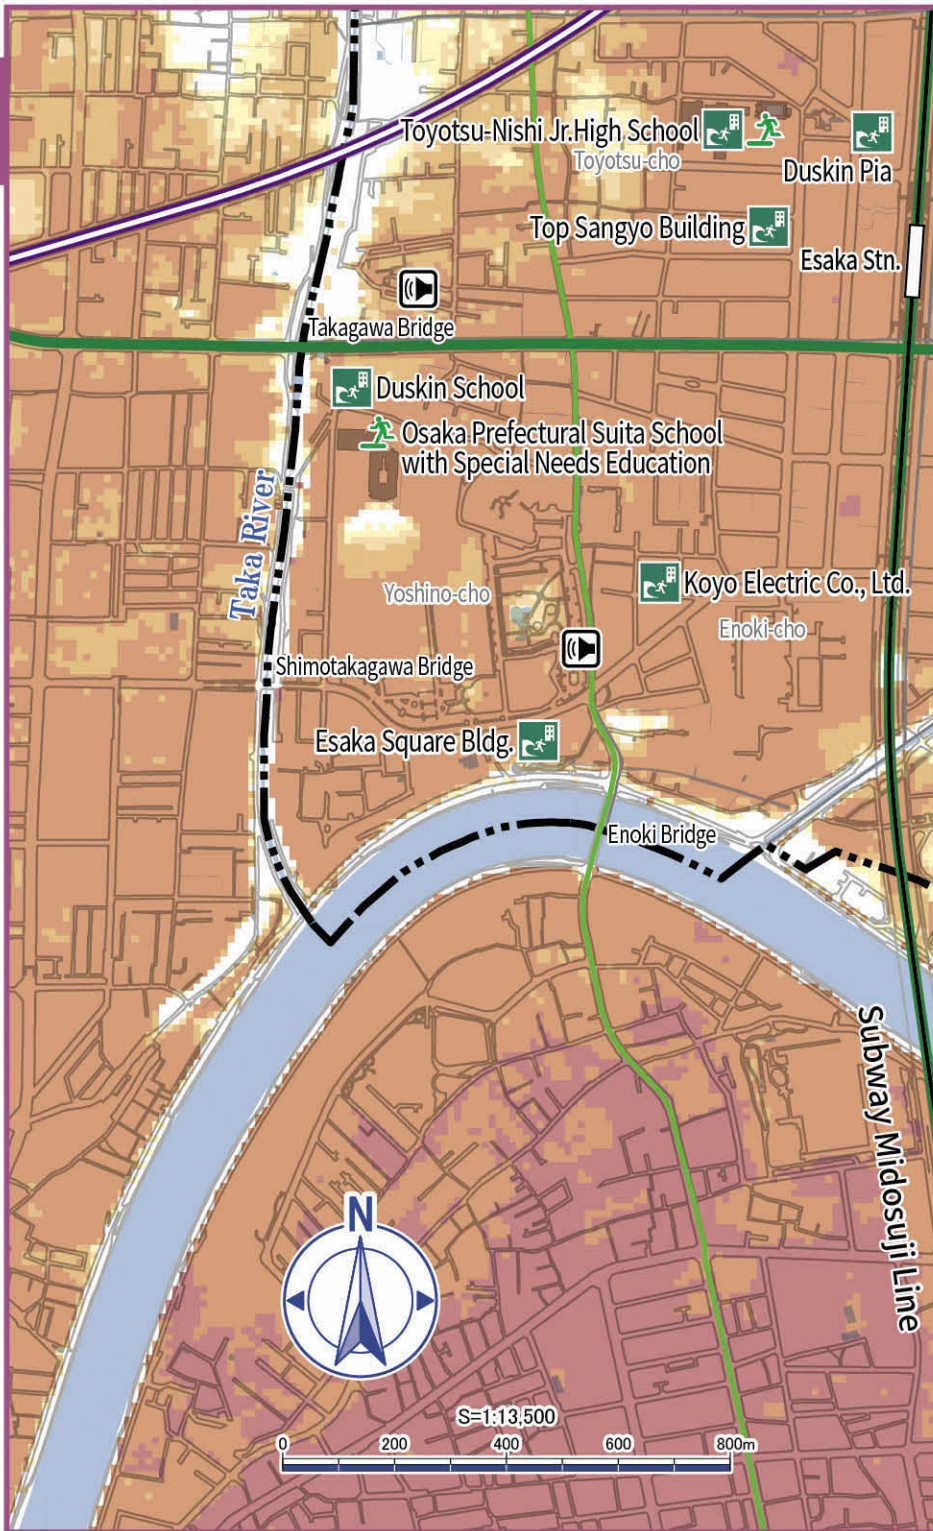 Toyotsu-Nishi Jr.High School
Toyotsu-cho
Duskin Pia
Top Sangyo Building
Esaka Stn.
Takagawa Bridge
Duskin School
Osaka Prefectural Suita School
with Special Needs Education
Taka River
Koyo Electric Co., Ltd.
Yoshino-cho
Enoki-cho
Shimotakagawa Bridge
Esaka Square Bldg.
Enoki Bridge
Subway Midosuji Line
N
S=1:13,500
0 200 400 600 800m